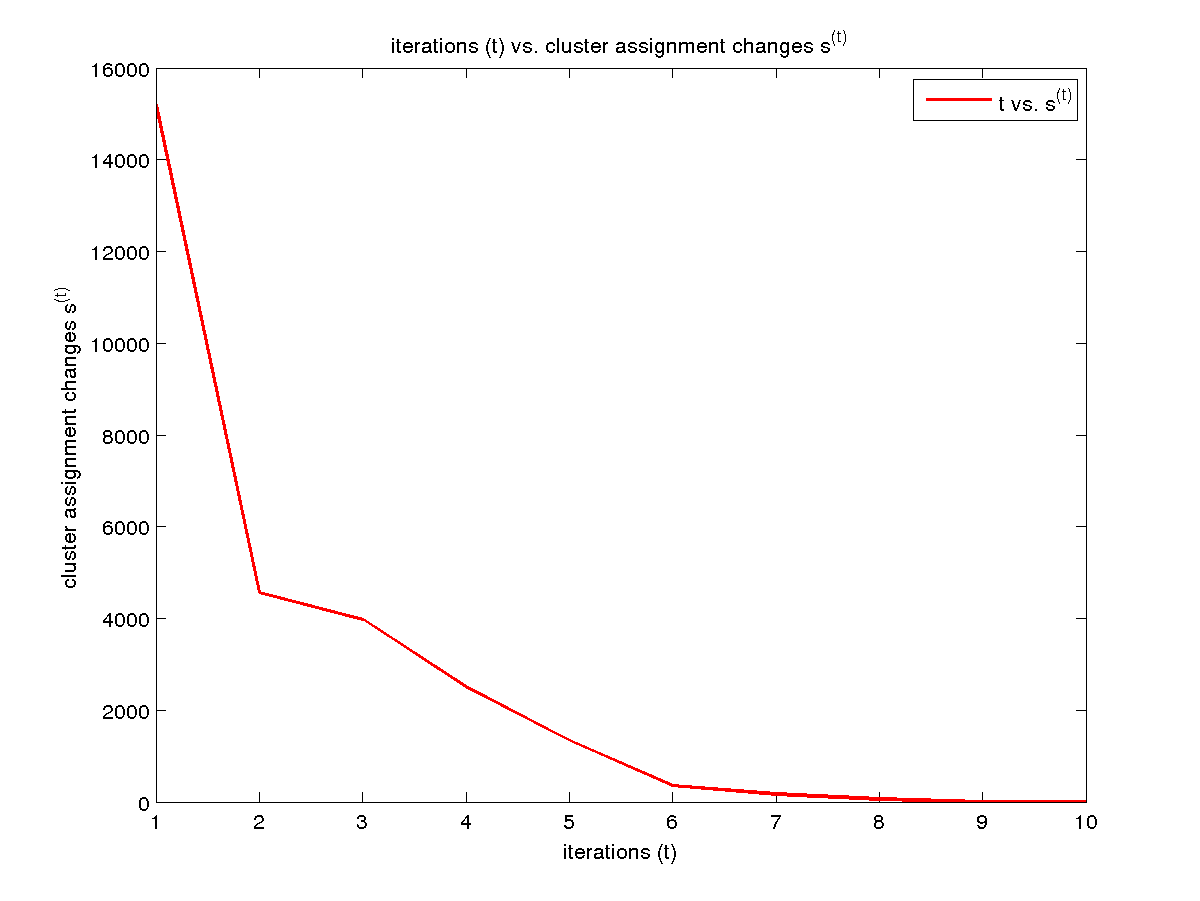 iterations (t) vs. cluster assignment changes s^(t)
t vs. s^(t)
cluster assignment changes s^(t)
16000
14000
12000
10000
8000
6000
4000
2000
0
1 2 3 4 5 6 7 8 9 10
iterations (t)